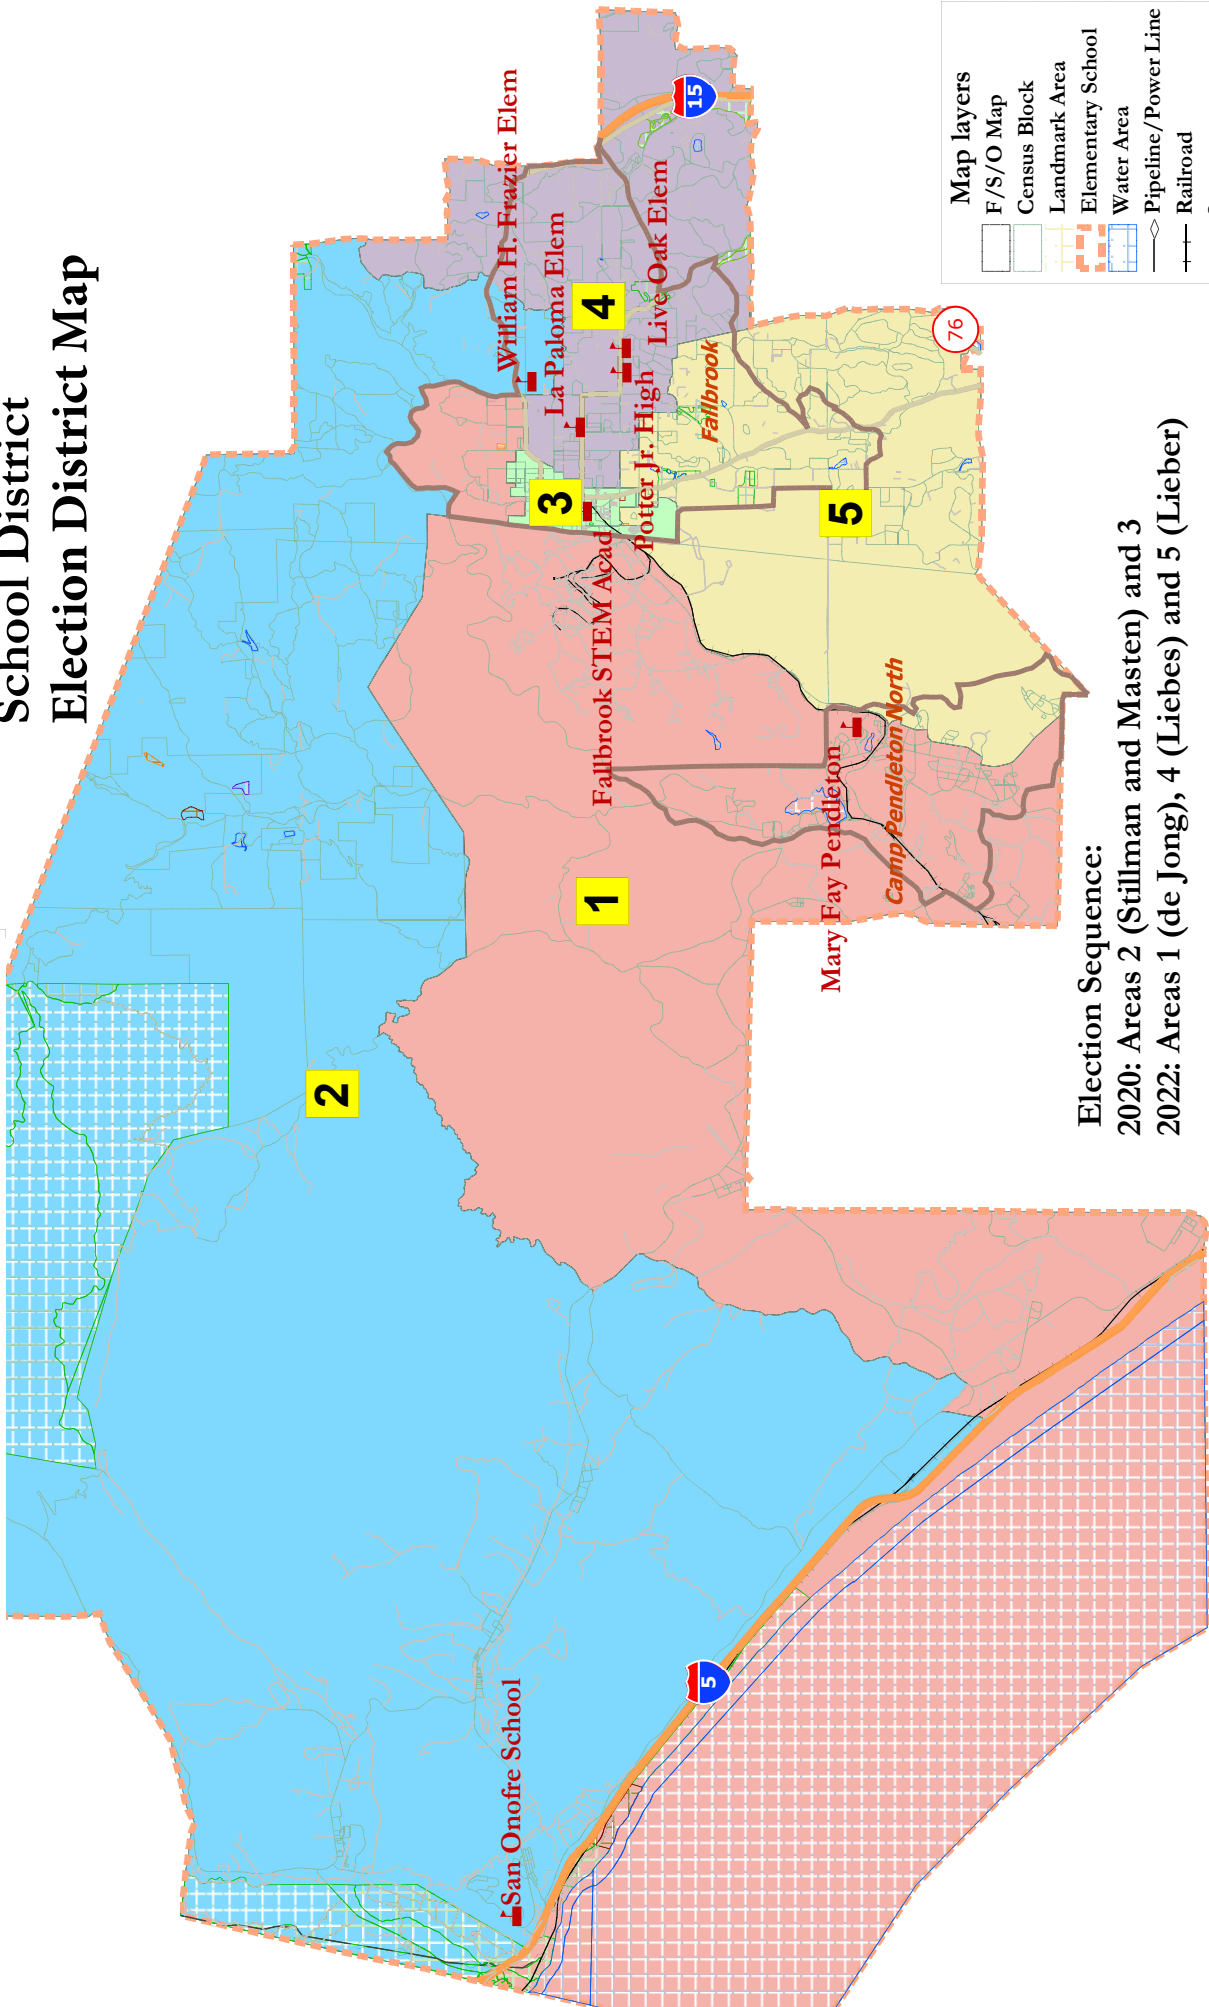 School District
Election District Map
William H. Frazier Elem
La Paloma Elem
Live Oak Elem
Potter Jr. High
Fallbrook STEM Acad
Mary Fay Pendleton
San Onofre School
Fallbrook
Camp Pendleton North
1
2
3
4
5
15
76
5
Map layers
F/S/O Map
Census Block
Landmark Area
Elementary School
Water Area
Pipeline/Power Line
Railroad
Election Sequence:
2020: Areas 2 (Stillman and Masten) and 3
2022: Areas 1 (de Jong), 4 (Liebes) and 5 (Lieber)